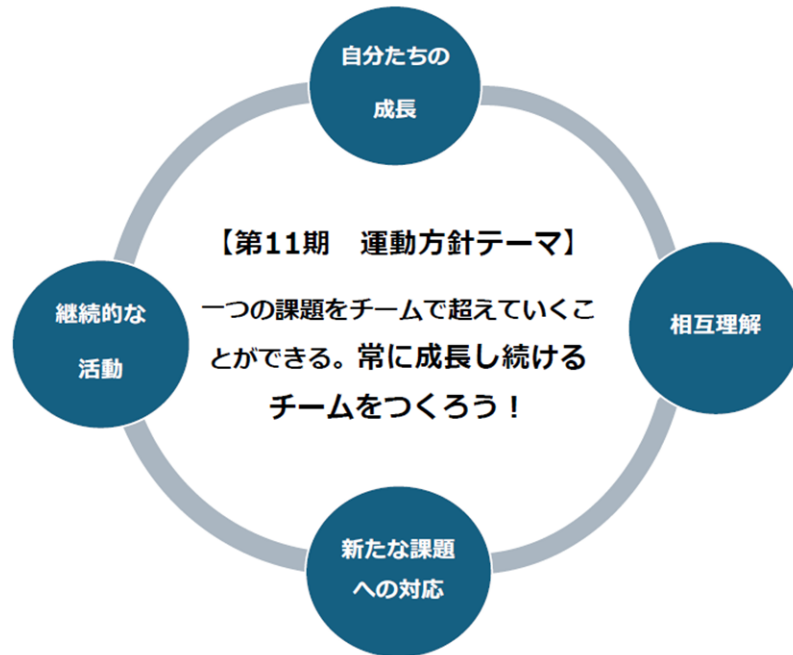 自分たちの
成長
【第11期　運動方針テーマ】
一つの課題をチームで超えていくこ
とができる。常に成長し続ける
チームをつくろう！
継続的な
活動
相互理解
新たな課題
への対応